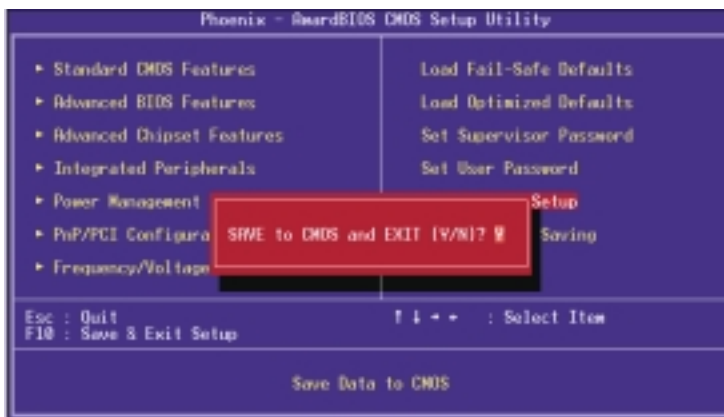 Phoenix - AwardBIOS CMOS Setup Utility
▸ Standard CMOS Features
▸ Advanced BIOS Features
▸ Advanced Chipset Features
▸ Integrated Peripherals
▸ Power Management
▸ PnP/PCI Configura
▸ Frequency/Voltage
Load Fail-Safe Defaults
Load Optimized Defaults
Set Supervisor Password
Set User Password
Setup
Saving
SAVE to CMOS and EXIT (Y/N)? Y
Esc : Quit
F10 : Save & Exit Setup
↑ ↓ → ← : Select Item
Save Data to CMOS